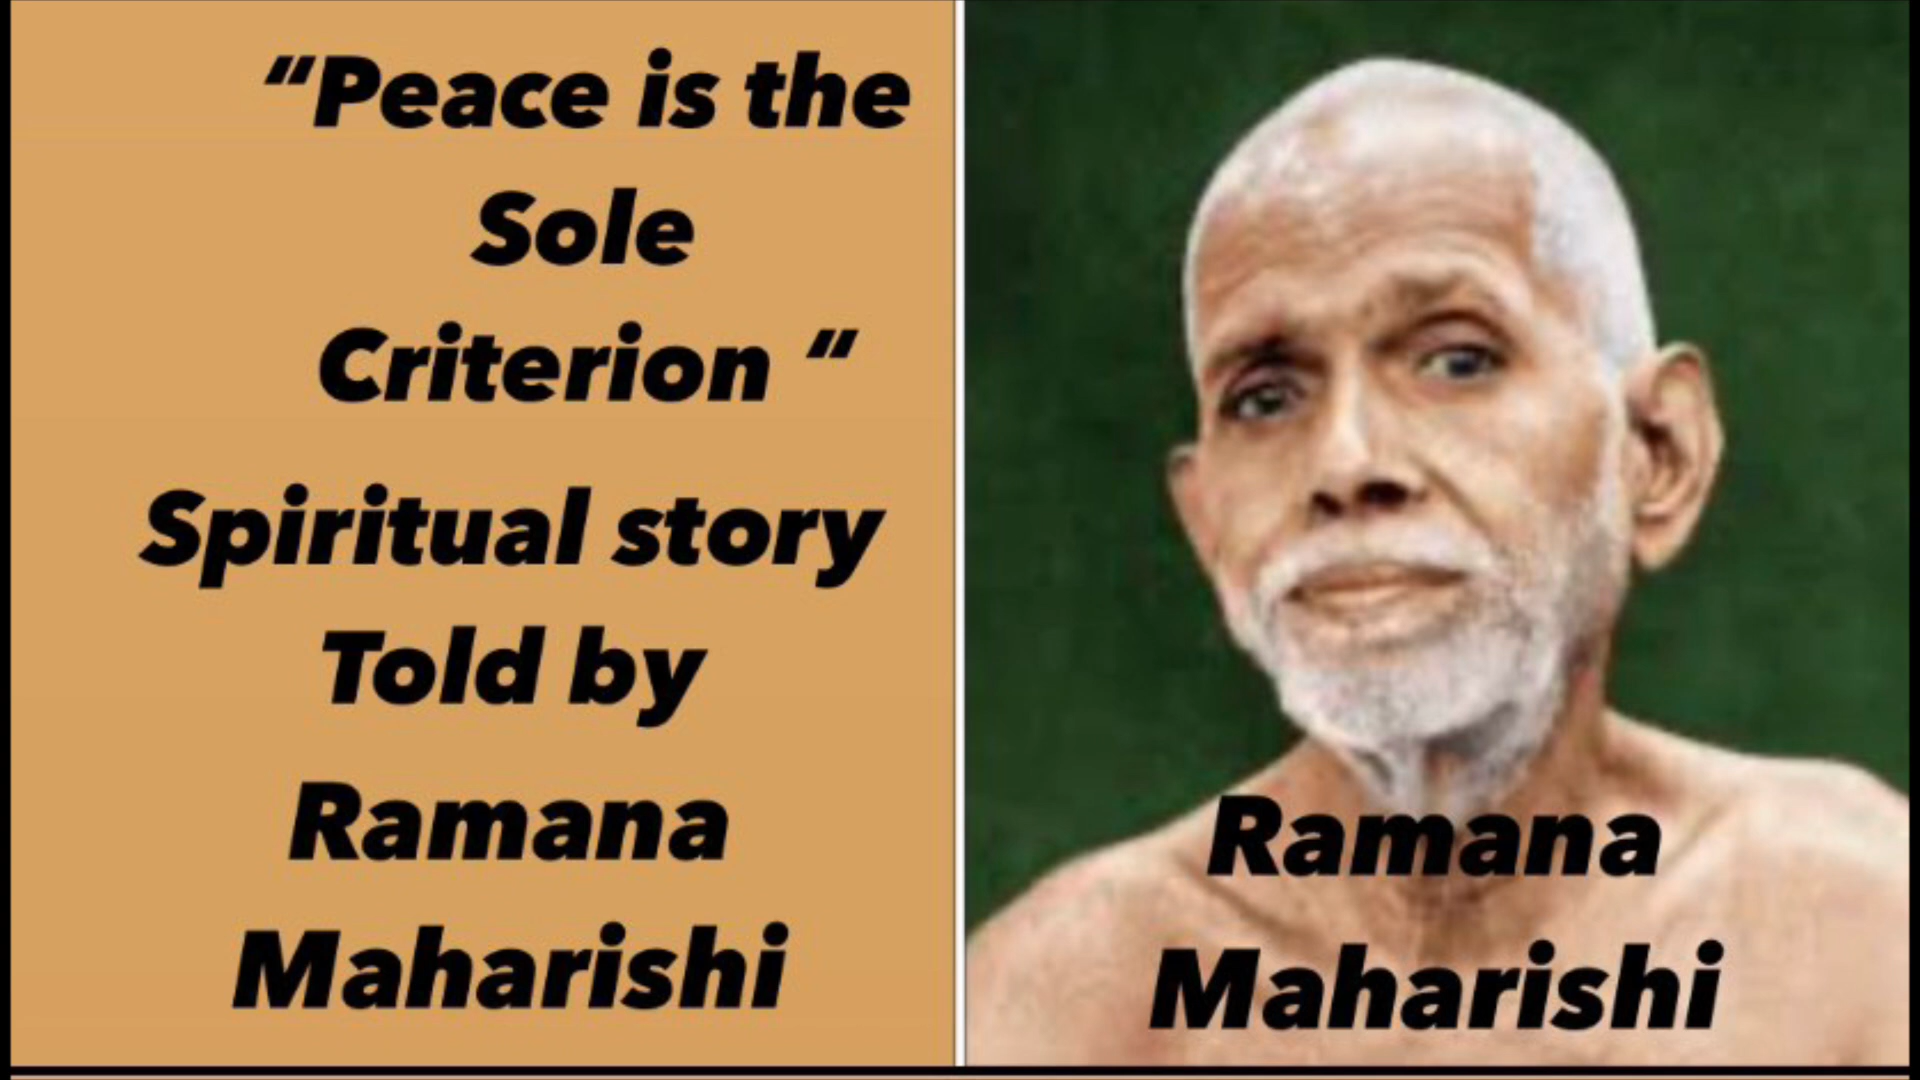 “Peace is the
Sole
Criterion “
Spiritual story
Told by
Ramana
Maharishi
Ramana
Maharishi